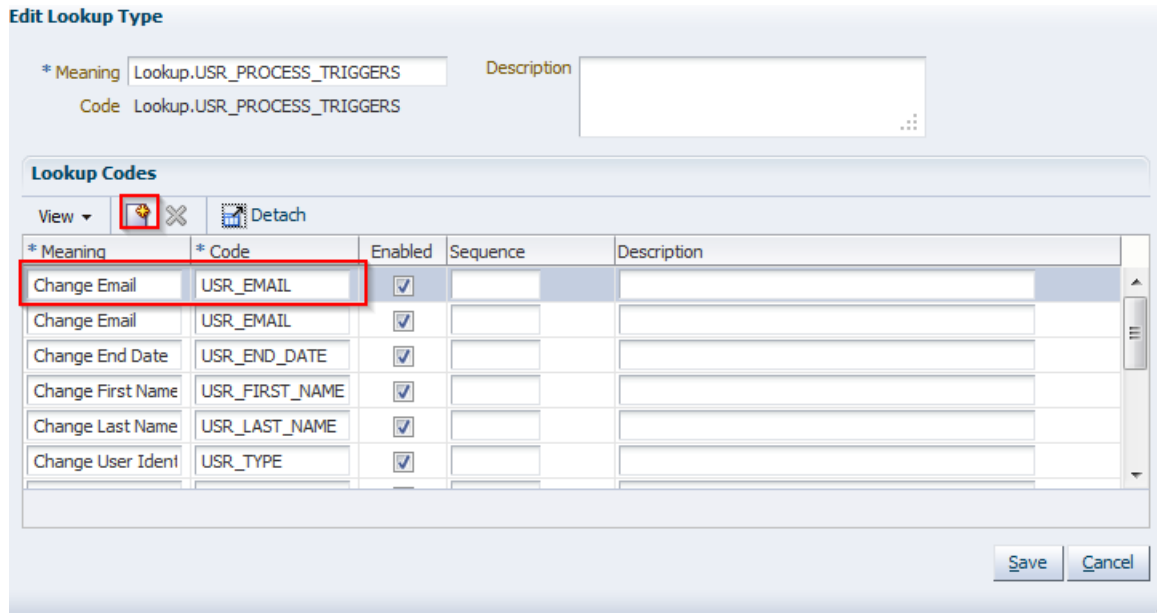 Edit Lookup Type
* Meaning Lookup.USR_PROCESS_TRIGGERS Description
Code Lookup.USR_PROCESS_TRIGGERS
Lookup Codes
View Detach
* Meaning * Code Enabled Sequence Description
Change Email USR_EMAIL
Change Email USR_EMAIL
Change End Date USR_END_DATE
Change First Name USR_FIRST_NAME
Change Last Name USR_LAST_NAME
Change User Ident USR_TYPE
Save Cancel